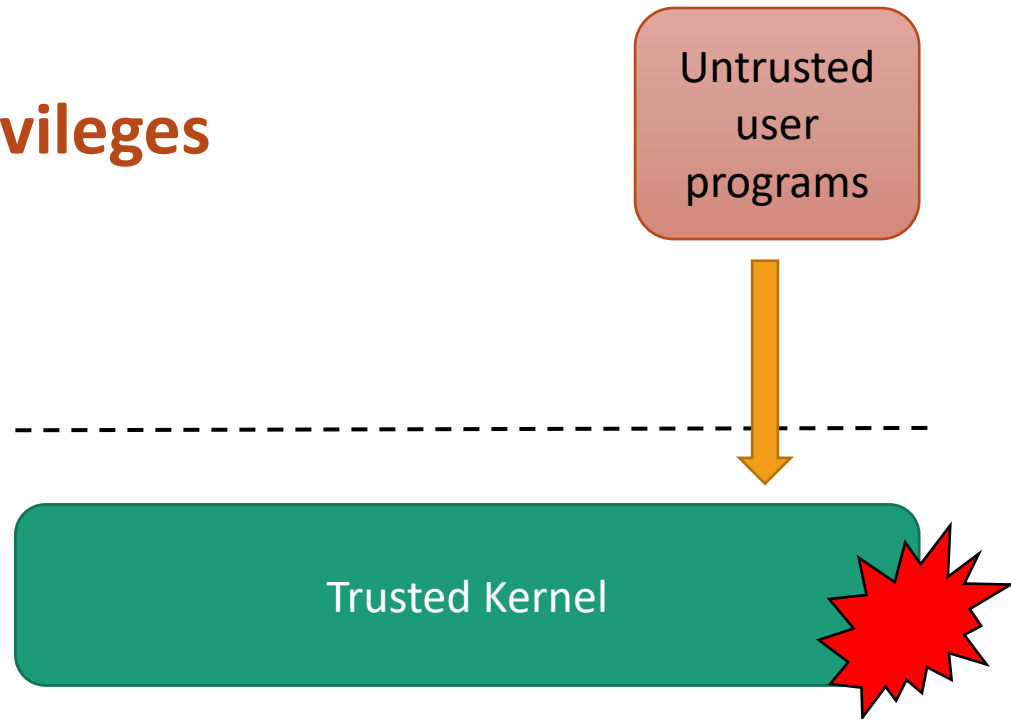 vileges
Untrusted
user
programs
Trusted Kernel